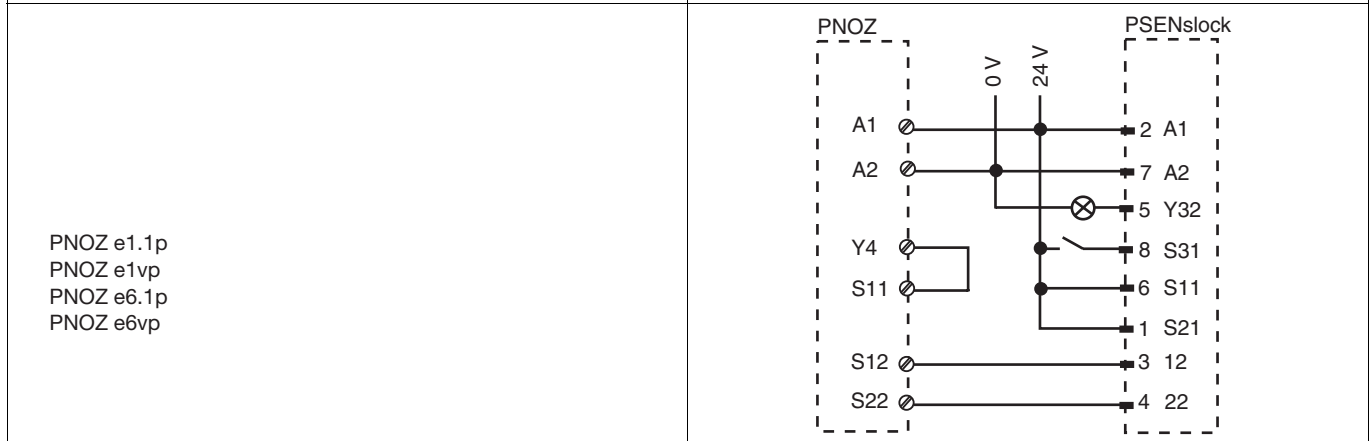 PNOZ e1.1p
PNOZ e1vp
PNOZ e6.1p
PNOZ e6vp
PNOZ
PSENslock
0 V
24 V
A1
2 A1
A2
7 A2
5 Y32
Y4
8 S31
S11
6 S11
1 S21
S12
3 12
S22
4 22